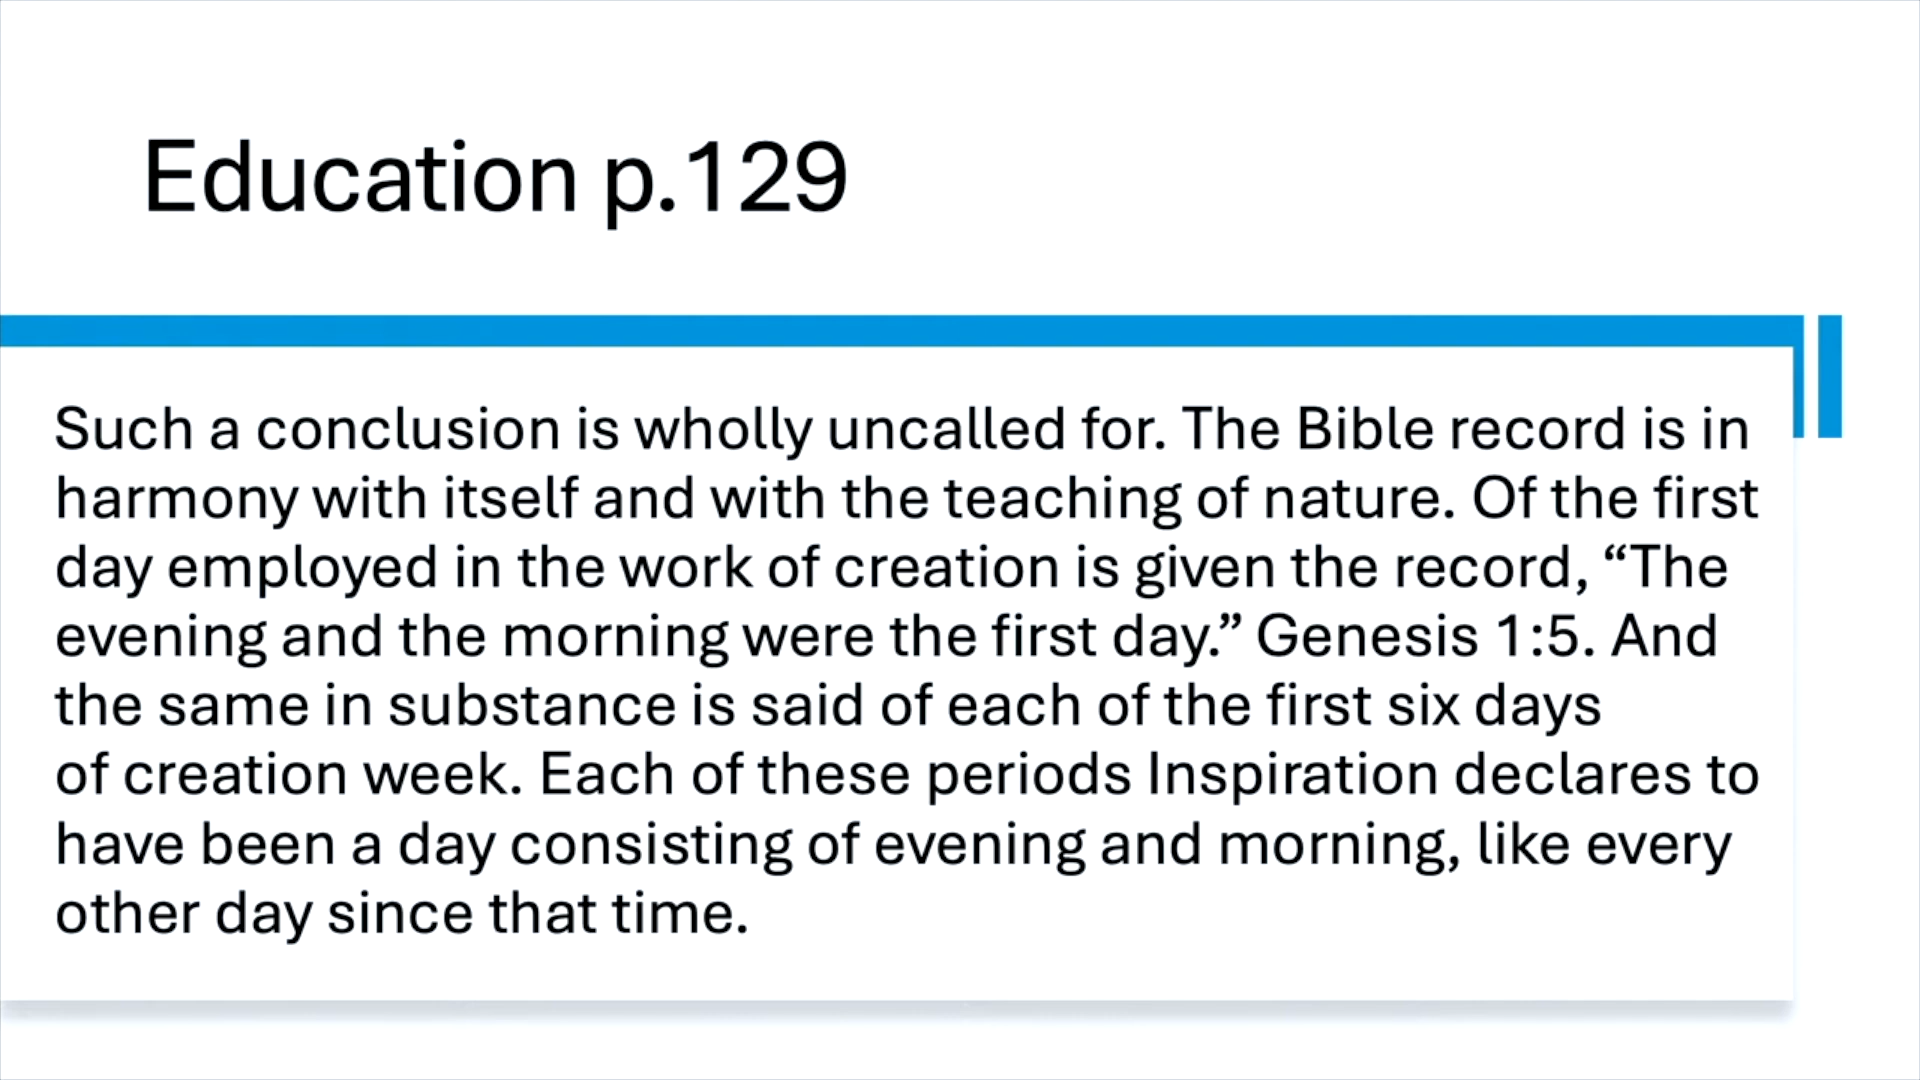 Education p.129
Such a conclusion is wholly uncalled for. The Bible record is in
harmony with itself and with the teaching of nature. Of the first
day employed in the work of creation is given the record, “The
evening and the morning were the first day.” Genesis 1:5. And
the same in substance is said of each of the first six days
of creation week. Each of these periods Inspiration declares to
have been a day consisting of evening and morning, like every
other day since that time.